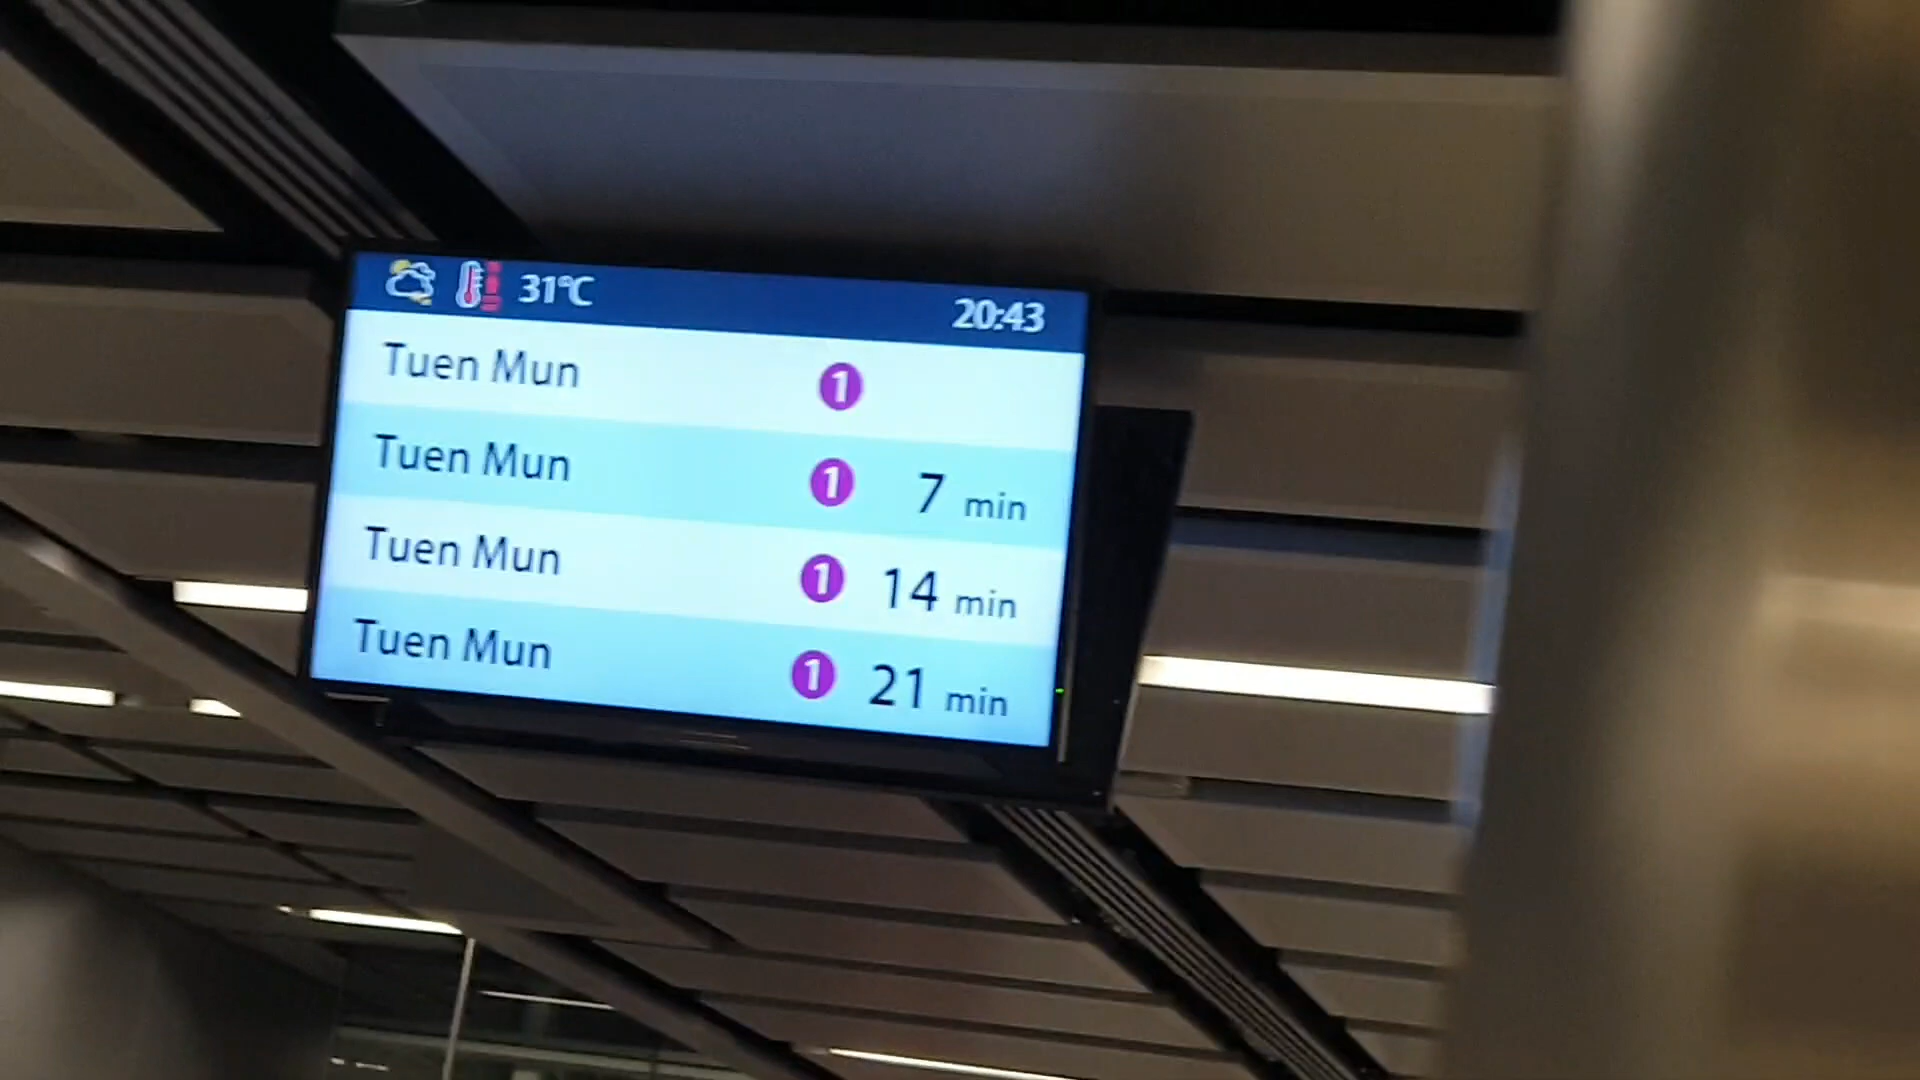 31°C 20:43
Tuen Mun 1
Tuen Mun 1 7 min
Tuen Mun 1 14 min
Tuen Mun 1 21 min